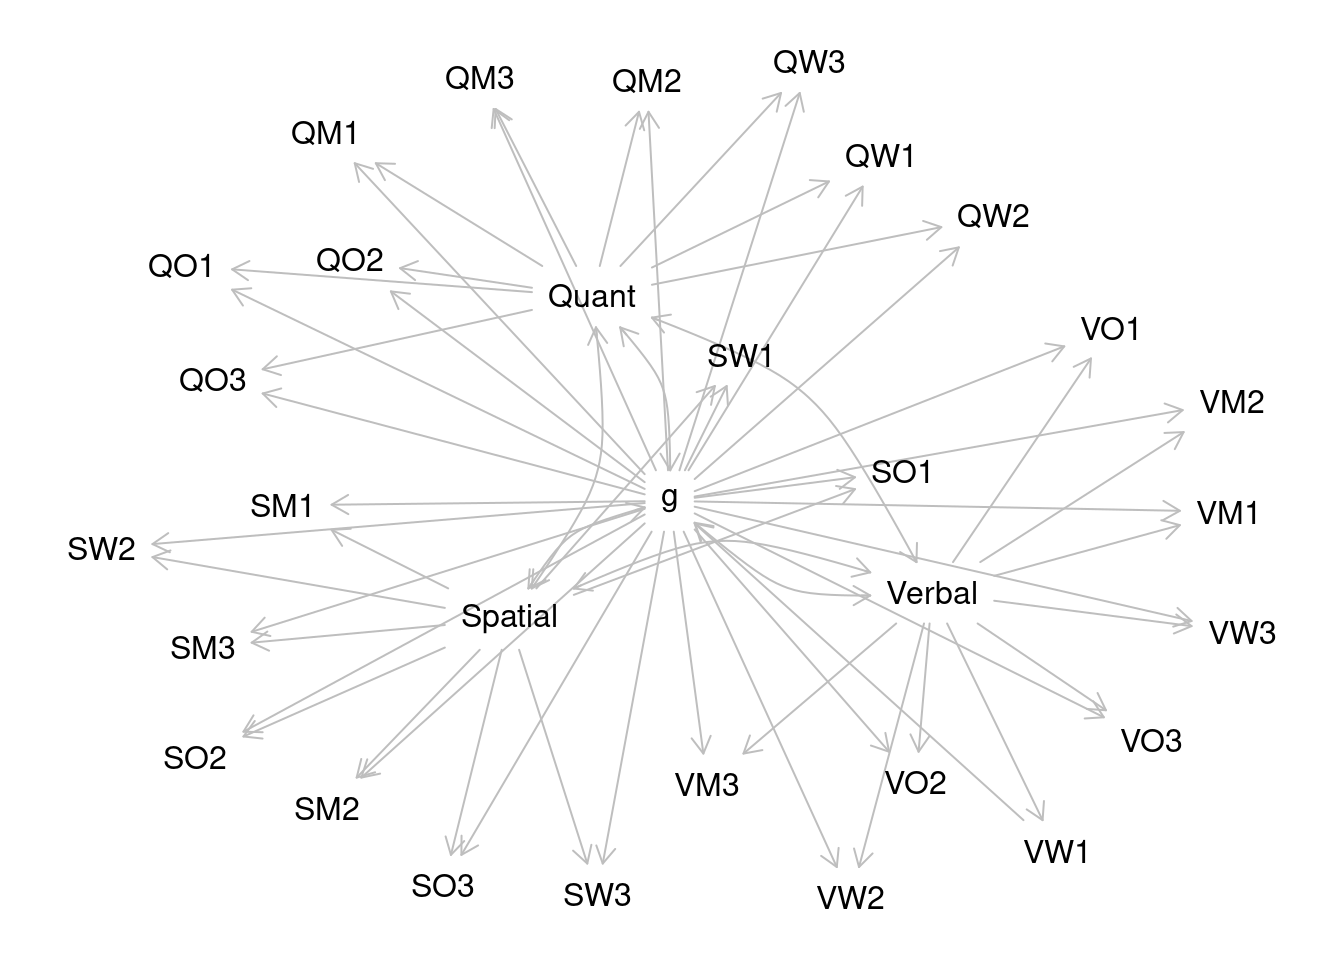 QW3
QM3
QM2
QM1
QW1
QW2
QO1
QO2
Quant
VO1
SW1
QO3
VM2
SO1
g
SM1
VM1
SW2
Verbal
Spatial
VW3
SM3
VO3
SO2
VO2
VM3
SM2
VW1
SO3
SW3
VW2